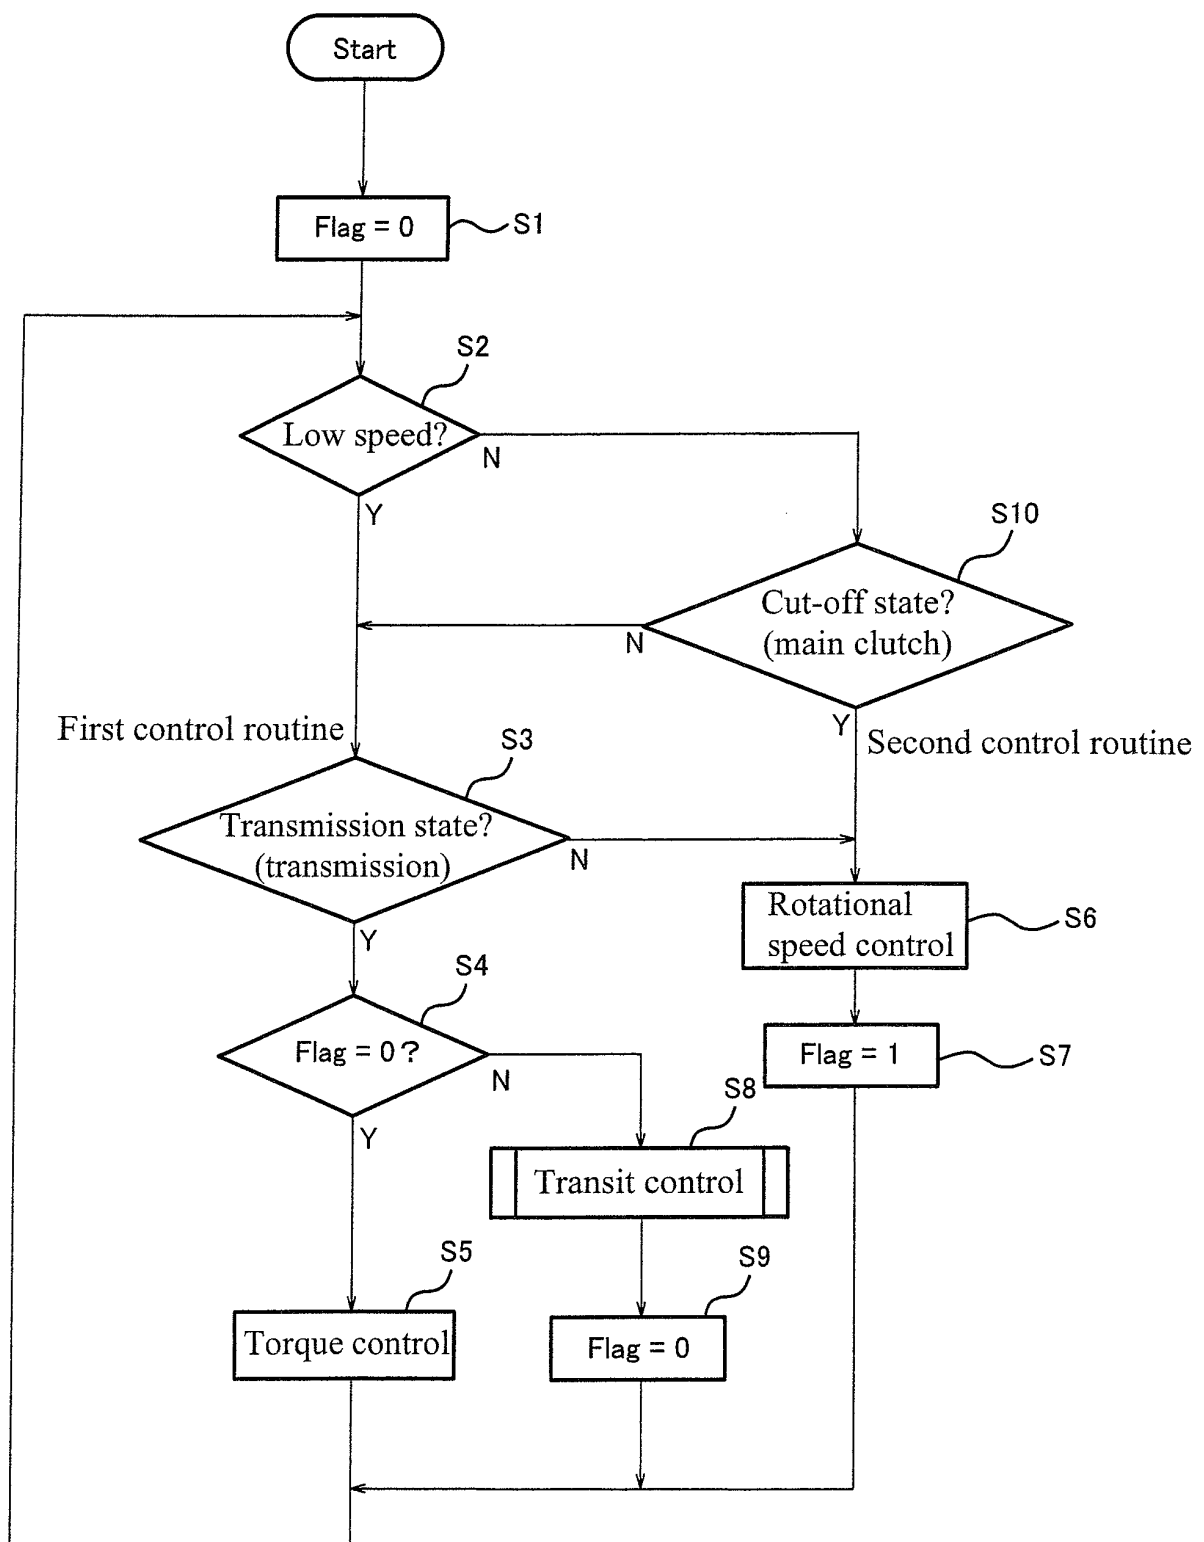 Start
Flag = 0
S1
S2
Low speed?
N
Y
S10
Cut-off state?
(main clutch)
N
Y
First control routine
Second control routine
S3
Transmission state?
(transmission)
N
Y
Rotational
speed control
S6
S4
Flag = 0?
N
Y
Flag = 1
S7
S8
Transit control
S5
Torque control
S9
Flag = 0